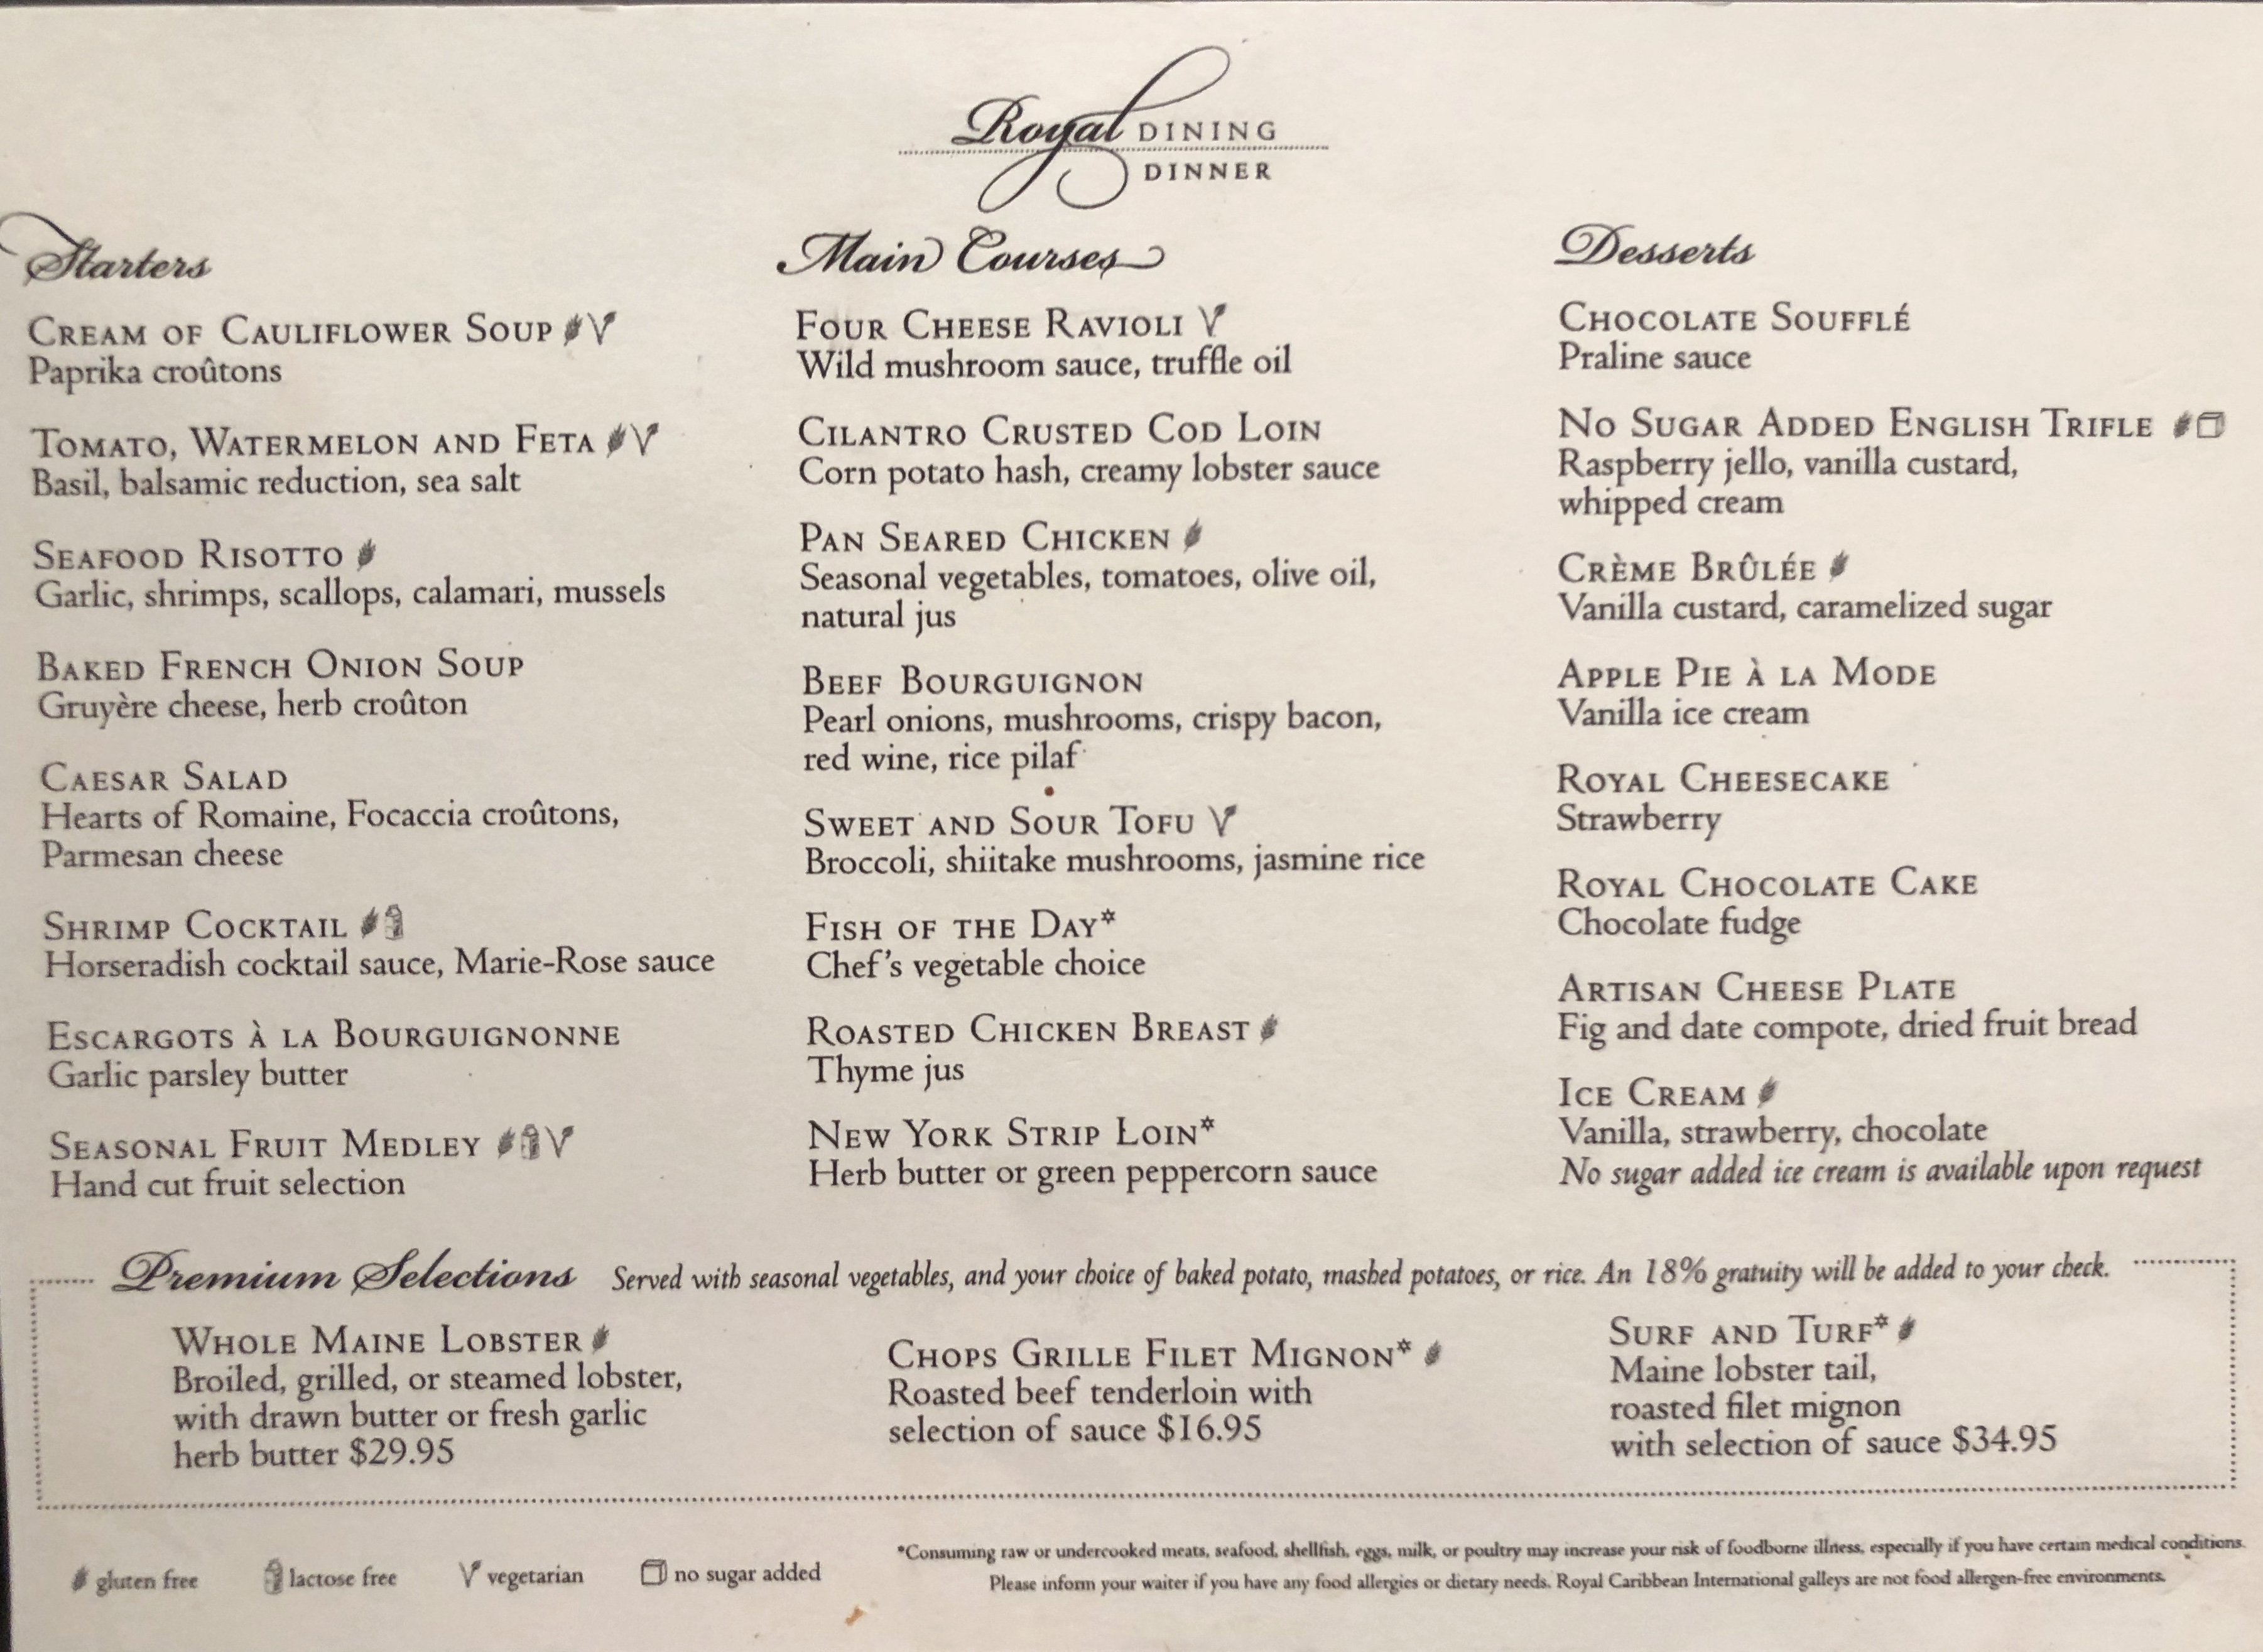 Royal DINING
DINNER
Starters
CREAM OF CAULIFLOWER SOUP
Paprika croûtons
TOMATO, WATERMELON AND FETA
Basil, balsamic reduction, sea salt
SEAFOOD RISOTTO
Garlic, shrimps, scallops, calamari, mussels
BAKED FRENCH ONION SOUP
Gruyère cheese, herb croûton
CAESAR SALAD
Hearts of Romaine, Focaccia croûtons,
Parmesan cheese
SHRIMP COCKTAIL
Horseradish cocktail sauce, Marie-Rose sauce
ESCARGOTS À LA BOURGUIGNONNE
Garlic parsley butter
SEASONAL FRUIT MEDLEY
Hand cut fruit selection
Main Courses
FOUR CHEESE RAVIOLI
Wild mushroom sauce, truffle oil
CILANTRO CRUSTED COD LOIN
Corn potato hash, creamy lobster sauce
PAN SEARED CHICKEN
Seasonal vegetables, tomatoes, olive oil,
natural jus
BEEF BOURGUIGNON
Pearl onions, mushrooms, crispy bacon,
red wine, rice pilaf
SWEET AND SOUR TOFU
Broccoli, shiitake mushrooms, jasmine rice
FISH OF THE DAY*
Chef's vegetable choice
ROASTED CHICKEN BREAST
Thyme jus
NEW YORK STRIP LOIN*
Herb butter or green peppercorn sauce
Desserts
CHOCOLATE SOUFFLÉ
Praline sauce
NO SUGAR ADDED ENGLISH TRIFLE
Raspberry jello, vanilla custard,
whipped cream
CRÈME BRÛLÉE
Vanilla custard, caramelized sugar
APPLE PIE À LA MODE
Vanilla ice cream
ROYAL CHEESECAKE
Strawberry
ROYAL CHOCOLATE CAKE
Chocolate fudge
ARTISAN CHEESE PLATE
Fig and date compote, dried fruit bread
ICE CREAM
Vanilla, strawberry, chocolate
No sugar added ice cream is available upon request
Premium Selections Served with seasonal vegetables, and your choice of baked potato, mashed potatoes, or rice. An 18% gratuity will be added to your check.
WHOLE MAINE LOBSTER
Broiled, grilled, or steamed lobster,
with drawn butter or fresh garlic
herb butter $29.95
CHOPS GRILLE FILET MIGNON*
Roasted beef tenderloin with
selection of sauce $16.95
SURF AND TURF*
Maine lobster tail,
roasted filet mignon
with selection of sauce $34.95
gluten free lactose free vegetarian no sugar added
*Consuming raw or undercooked meats, seafood, shellfish, eggs, milk, or poultry may increase your risk of foodborne illness, especially if you have certain medical conditions.
Please inform your waiter if you have any food allergies or dietary needs. Royal Caribbean International galleys are not food allergen-free environments.